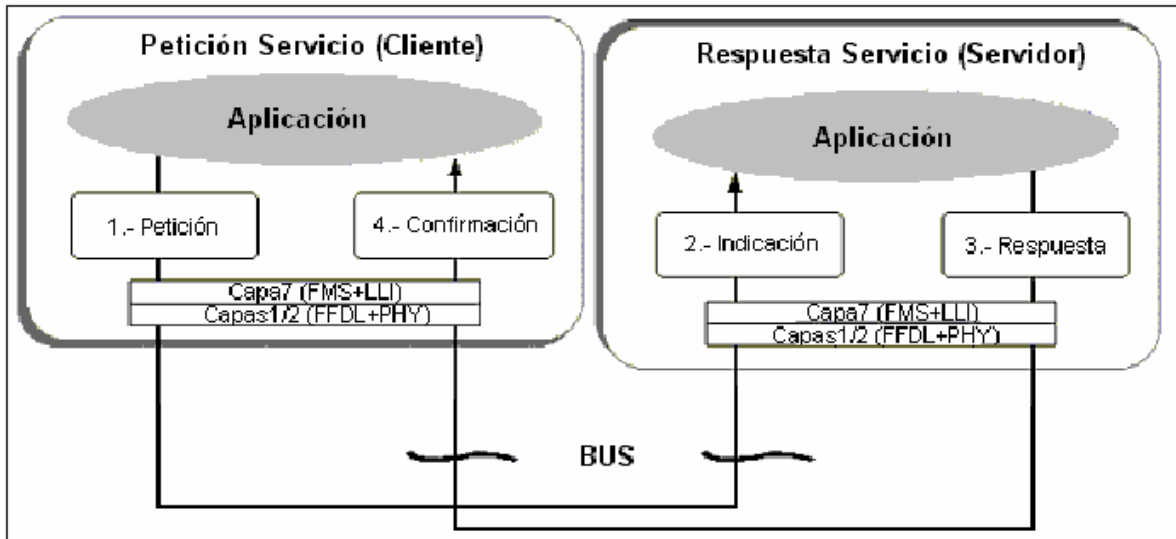 Petición Servicio (Cliente)
Aplicación
1.- Petición
4.- Confirmación
Capa7 (FMS+LLI)
Capas1/2 (FFDL+PHY)
Respuesta Servicio (Servidor)
Aplicación
2.- Indicación
3.- Respuesta
Capa7 (FMS+LLI)
Capas1/2 (FFDL+PHY)
BUS